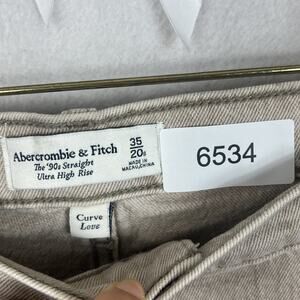 Abercrombie & Fitch
The '90s Straight
Ultra High Rise
35
20s
MADE IN
MACAU, CHINA
6534
Curve
Love